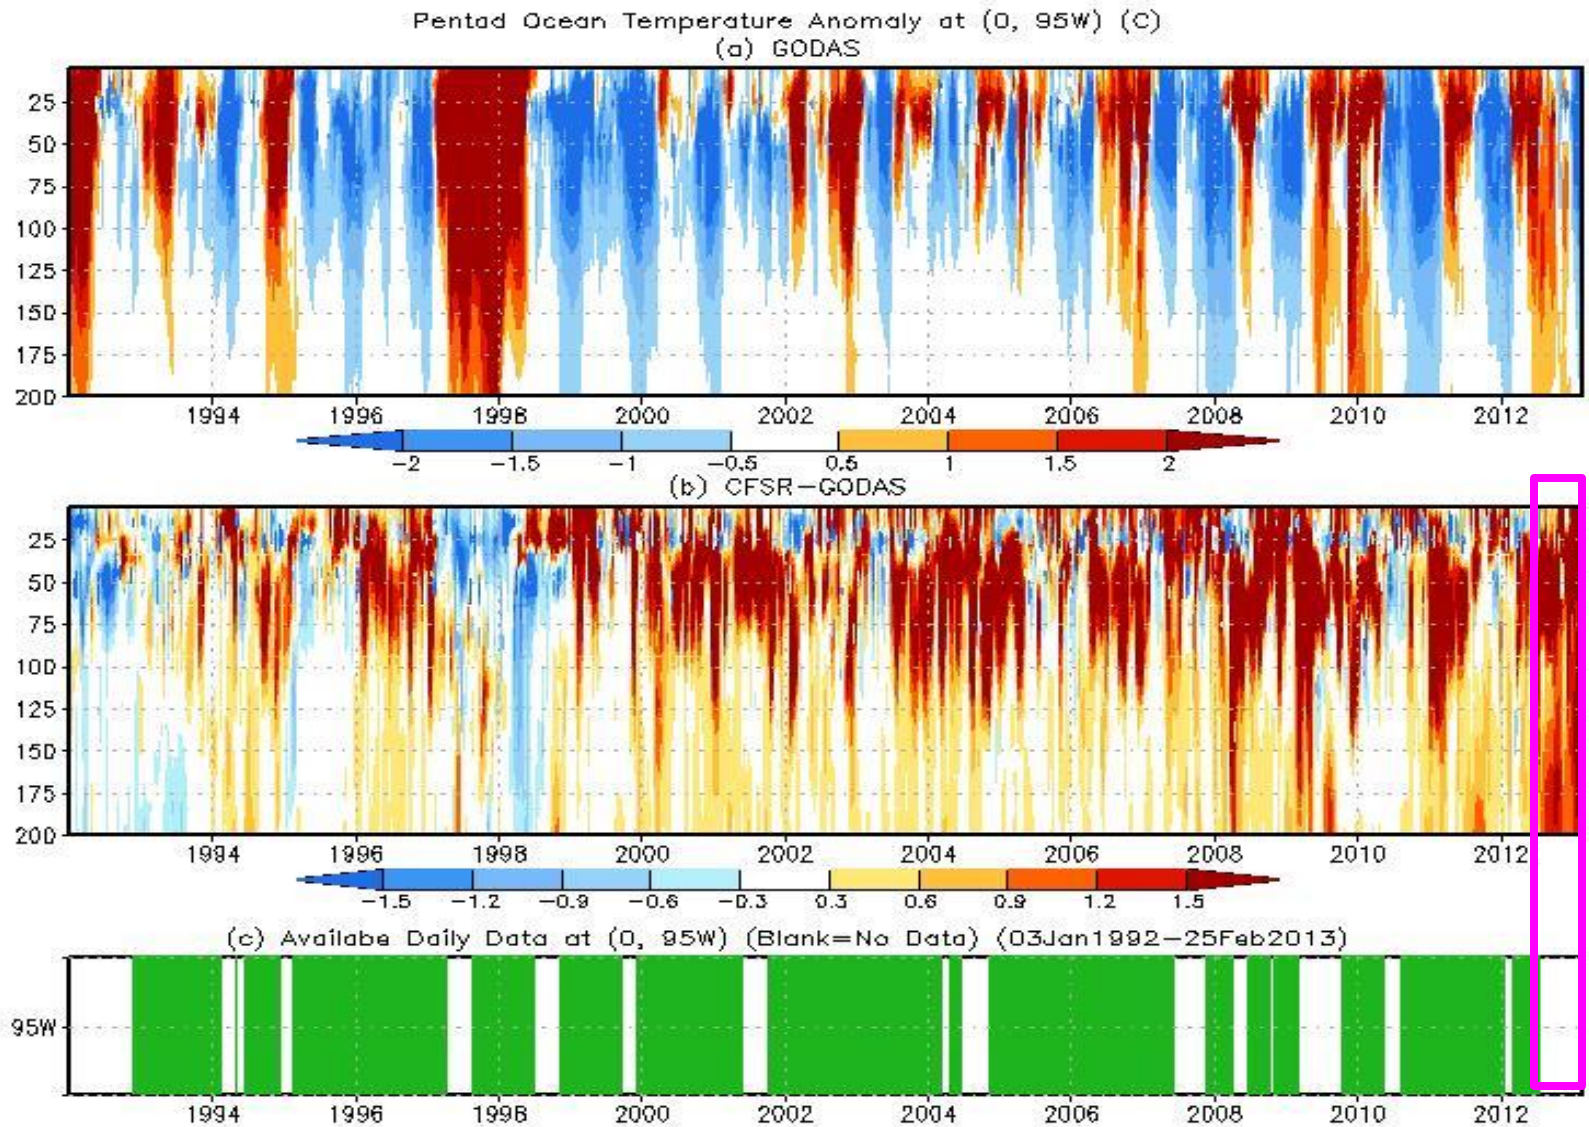 Pentad Ocean Temperature Anomaly at (0, 95W) (C)
(a) GODAS
25
50
75
100
125
150
175
200
1994 1996 1998 2000 2002 2004 2006 2008 2010 2012
-2 -1.5 -1 -0.5 0.5 1 1.5 2
(b) CFSR-GODAS
25
50
75
100
125
150
175
200
1994 1996 1998 2000 2002 2004 2006 2008 2010 2012
-1.5 -1.2 -0.9 -0.6 -0.3 0.3 0.6 0.9 1.2 1.5
(c) Availabe Daily Data at (0, 95W) (Blank=No Data) (03Jan1992-25Feb2013)
95W
1994 1996 1998 2000 2002 2004 2006 2008 2010 2012